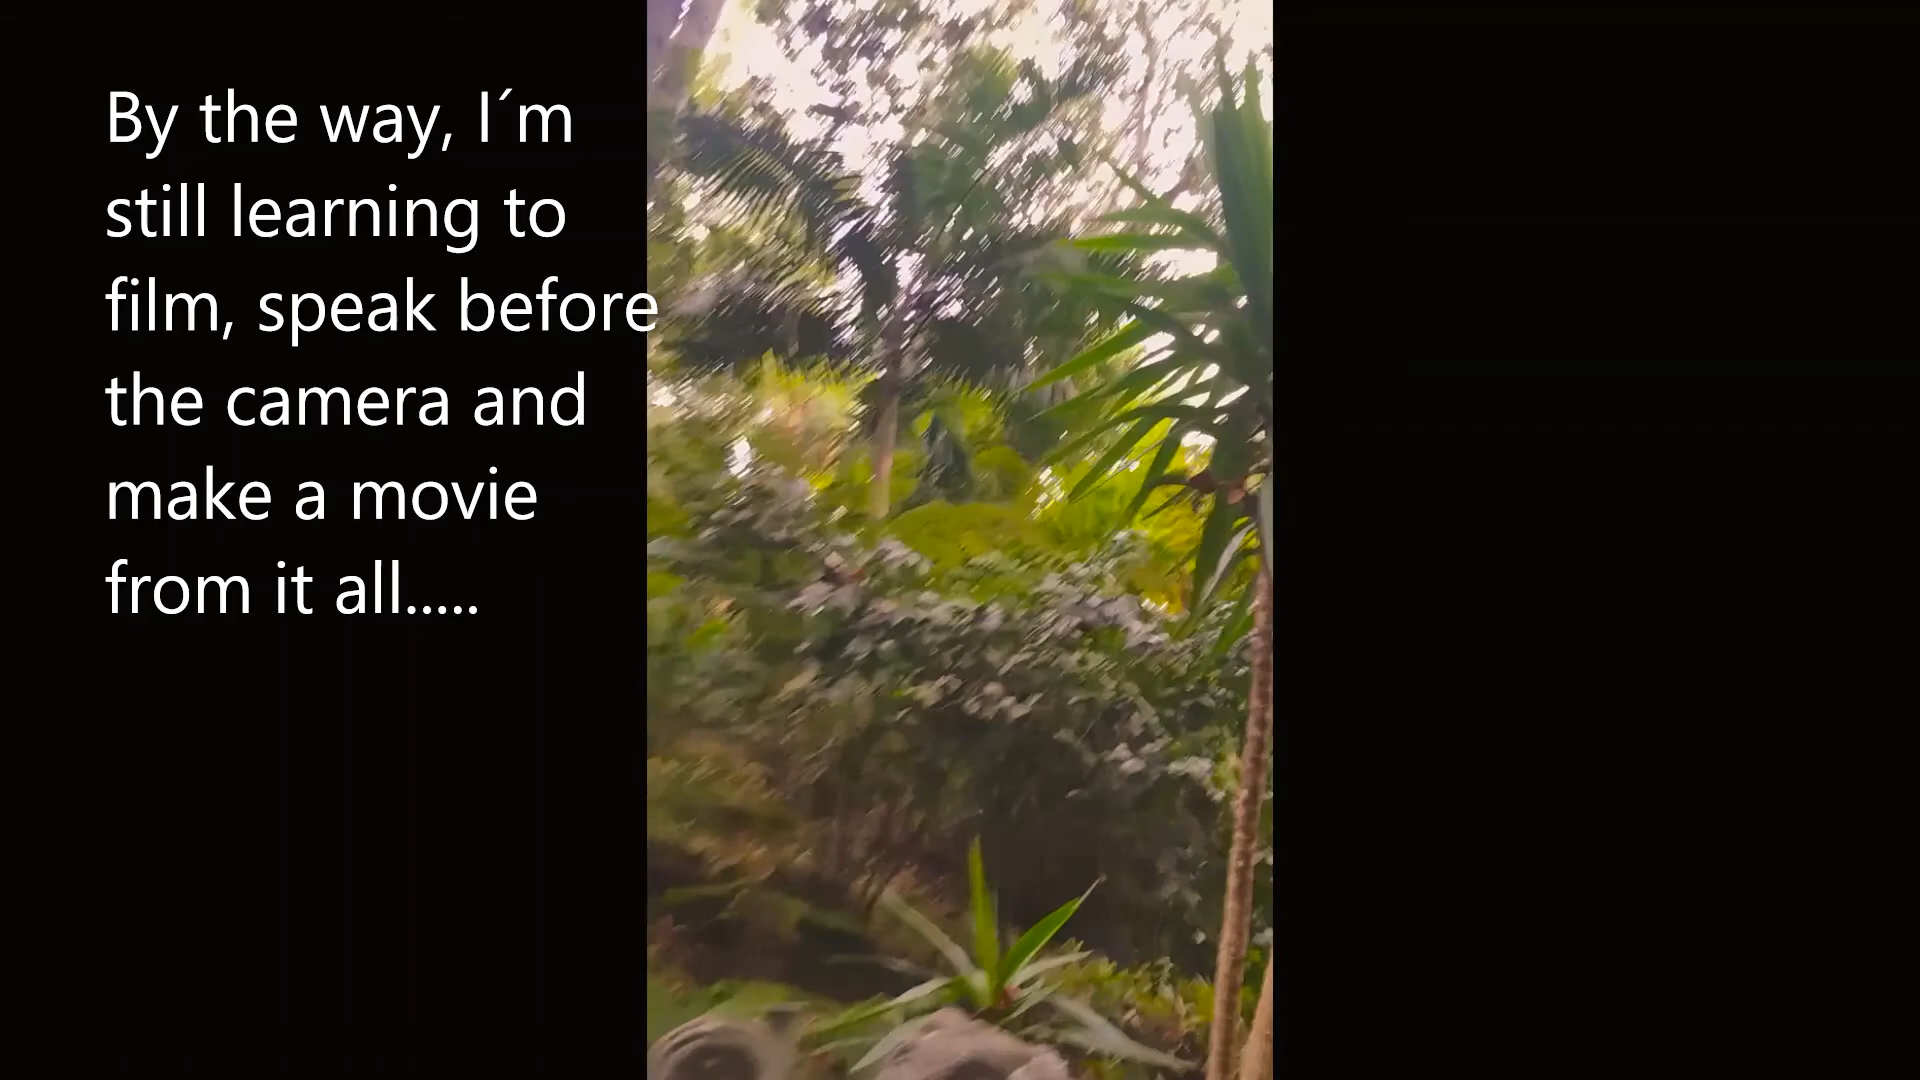 By the way, I´m
still learning to
film, speak before
the camera and
make a movie
from it all.....